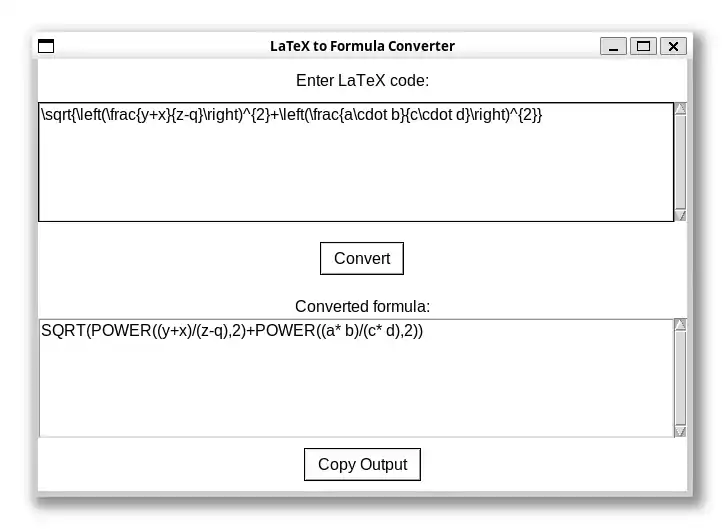 LaTeX to Formula Converter
Enter LaTeX code:
\sqrt{\left(\frac{y+x}{z-q}\right)^{2}+\left(\frac{a\cdot b}{c\cdot d}\right)^{2}}
Convert
Converted formula:
SQRT(POWER((y+x)/(z-q),2)+POWER((a* b)/(c* d),2))
Copy Output